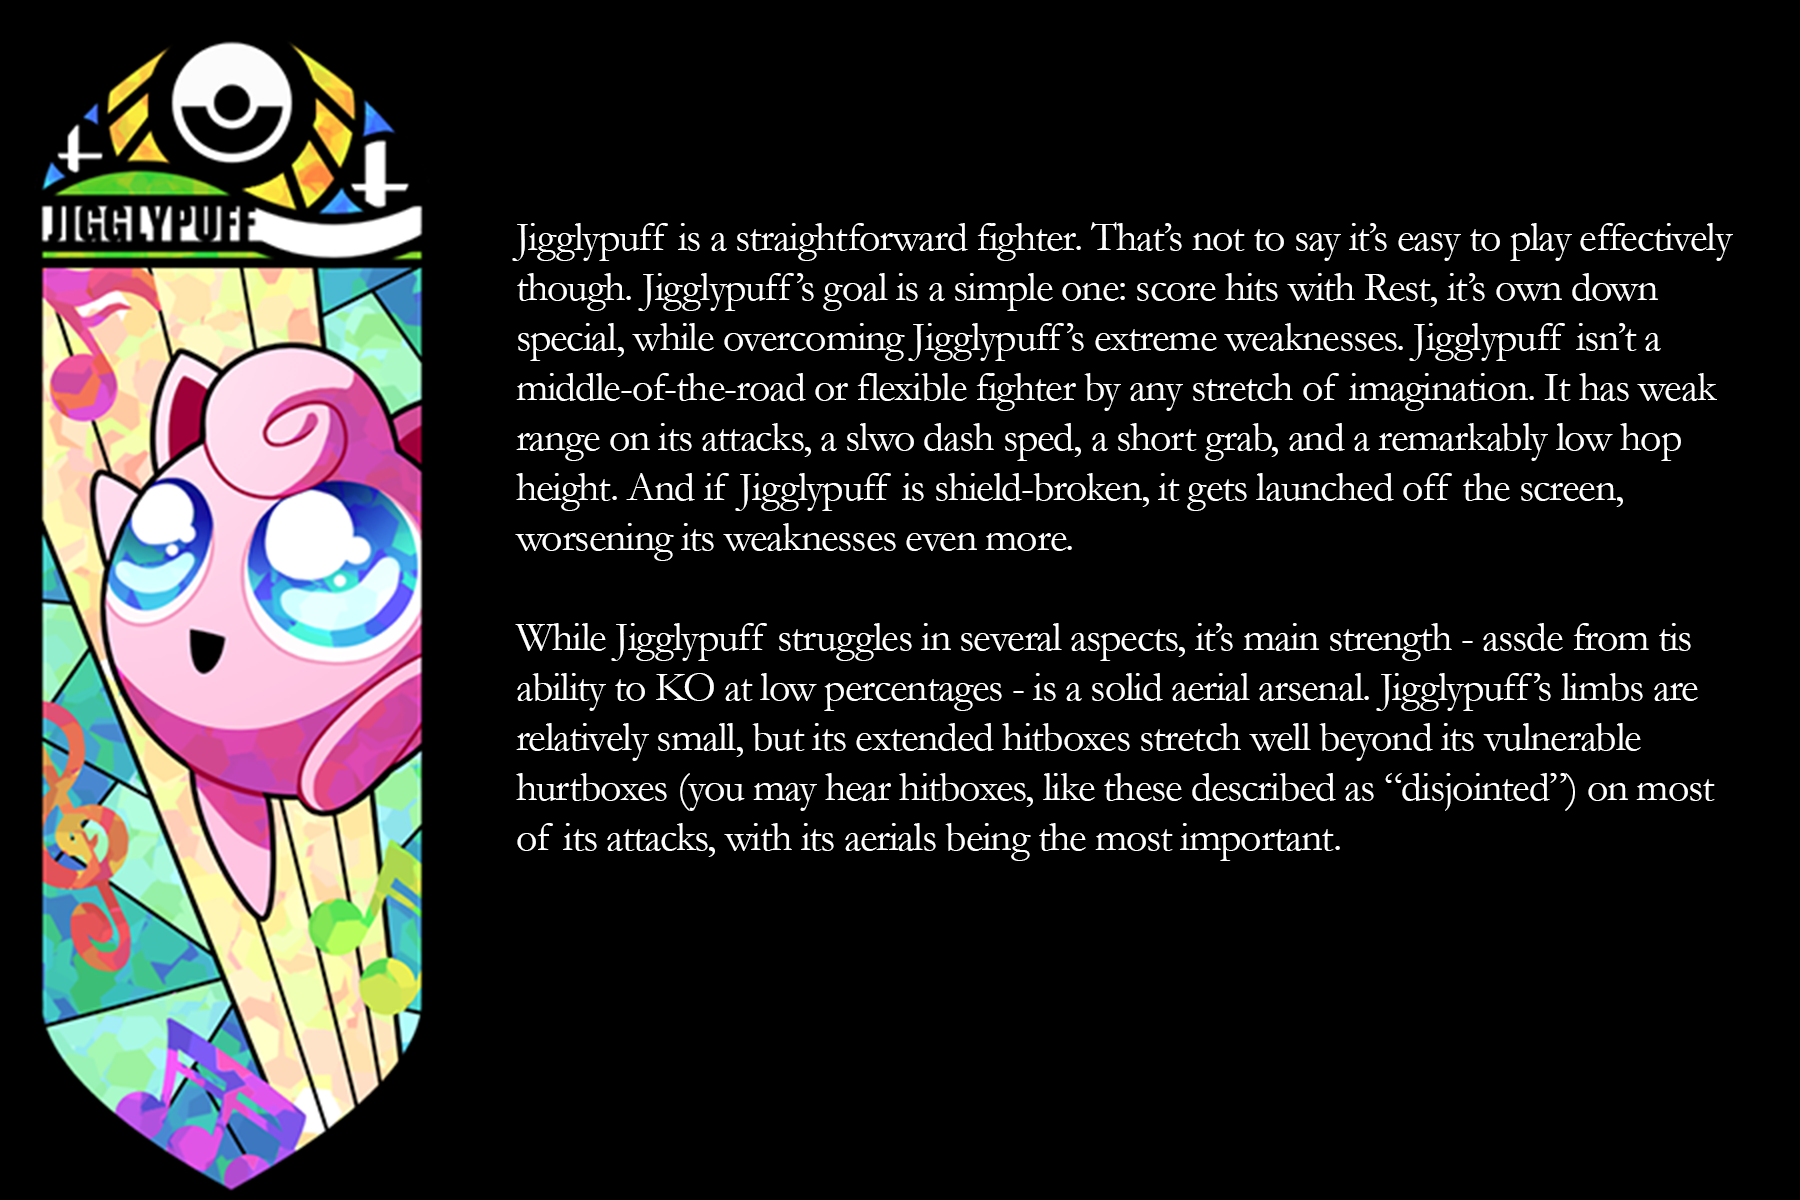 JIGGLYPUFF
Jigglypuff is a straightforward fighter. That’s not to say it’s easy to play effectively
though. Jigglypuff’s goal is a simple one: score hits with Rest, it’s own down
special, while overcoming Jigglypuff’s extreme weaknesses. Jigglypuff isn’t a
middle-of-the-road or flexible fighter by any stretch of imagination. It has weak
range on its attacks, a slwo dash sped, a short grab, and a remarkably low hop
height. And if Jigglypuff is shield-broken, it gets launched off the screen,
worsening its weaknesses even more.
While Jigglypuff struggles in several aspects, it’s main strength - assde from tis
ability to KO at low percentages - is a solid aerial arsenal. Jigglypuff’s limbs are
relatively small, but its extended hitboxes stretch well beyond its vulnerable
hurtboxes (you may hear hitboxes, like these described as “disjointed”) on most
of its attacks, with its aerials being the most important.